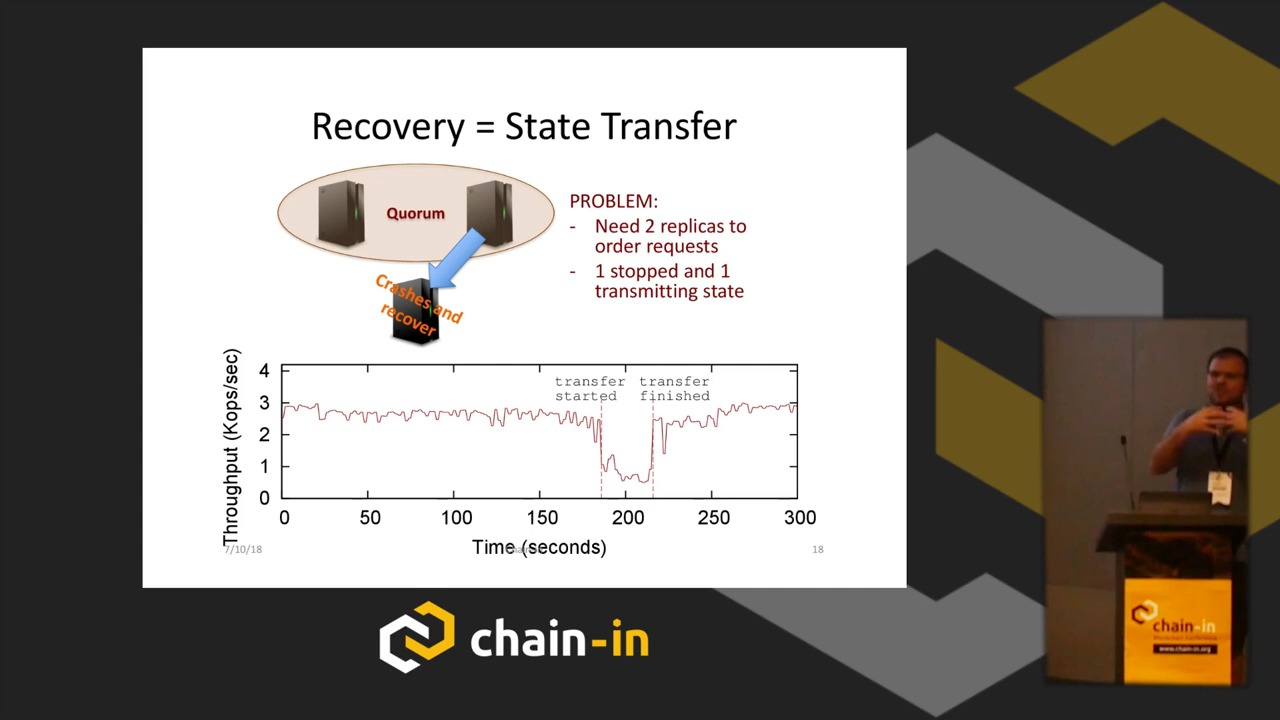 Recovery = State Transfer
Quorum
PROBLEM:
- Need 2 replicas to
order requests
- 1 stopped and 1
transmitting state
Crashes and
recover
Throughput (Kops/sec)
4
3
2
1
0
transfer
started
transfer
finished
0 50 100 150 200 250 300
Time (seconds)
7/10/18
18
chain-in
chain-in
www.chain-in.org